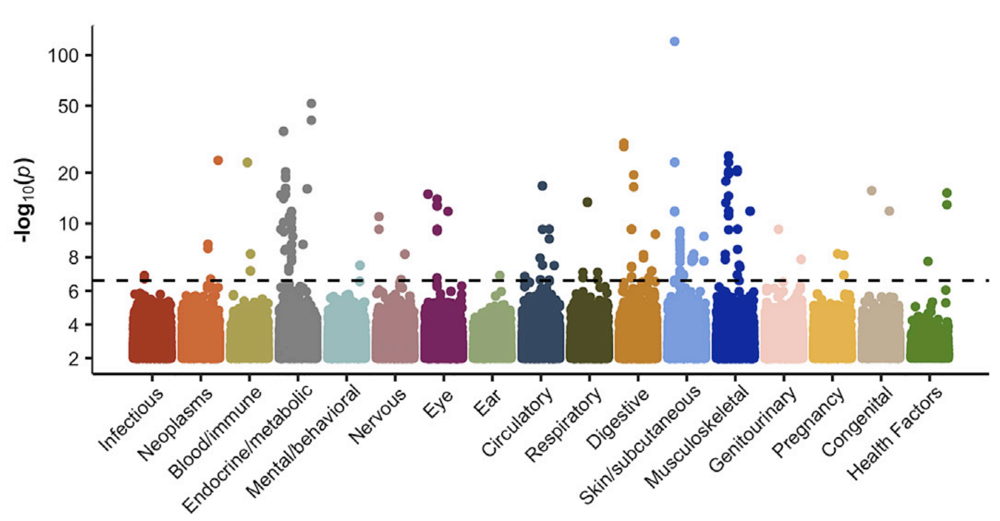 -log10(p)
100
50
20
10
8
6
4
2
Infectious
Neoplasms
Blood/immune
Endocrine/metabolic
Mental/behavioral
Nervous
Eye
Ear
Circulatory
Respiratory
Digestive
Skin/subcutaneous
Musculoskeletal
Genitourinary
Pregnancy
Congenital
Health Factors